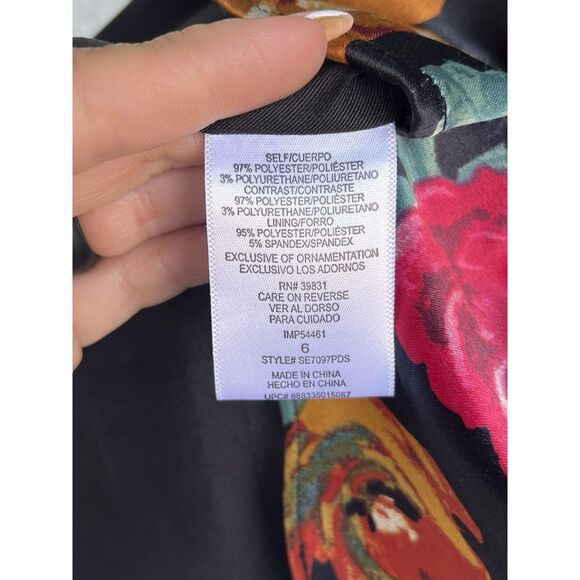 SELF/CUERPO
97% POLYESTER/POLIÉSTER
3% POLYURETHANE/POLIURETANO
CONTRAST/CONTRASTE
97% POLYESTER/POLIÉSTER
3% POLYURETHANE/POLIURETANO
LINING/FORRO
95% POLYESTER/POLIÉSTER
5% SPANDEX/SPANDEX
EXCLUSIVE OF ORNAMENTATION
EXCLUSIVO LOS ADORNOS
RN# 39831
CARE ON REVERSE
VER AL DORSO
PARA CUIDADO
IMP54461
6
STYLE# SE7097PDS
MADE IN CHINA
HECHO EN CHINA
UPC# 888335015087